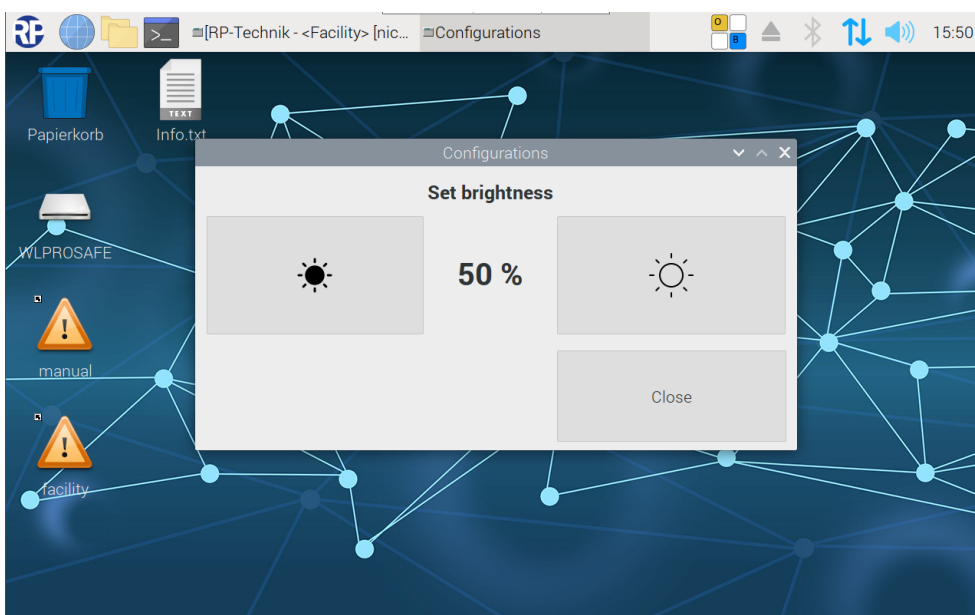 RP
>_
[RP-Technik - <Facility> [nic...
Configurations
O
B
15:50
Papierkorb
TEXT
Info.txt
Configurations
Set brightness
WLPROSAFE
50 %
manual
Close
facility